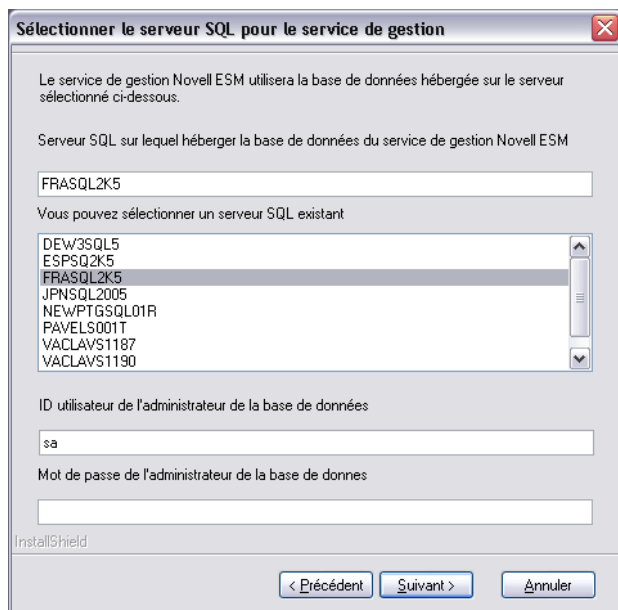 Sélectionner le serveur SQL pour le service de gestion
Le service de gestion Novell ESM utilisera la base de données hébergée sur le serveur
sélectionné ci-dessous.
Serveur SQL sur lequel héberger la base de données du service de gestion Novell ESM
FRASQL2K5
Vous pouvez sélectionner un serveur SQL existant
DEW3SQL5
ESPSQ2K5
FRASQL2K5
JPNSQL2005
NEWPTGSQL01R
PAVELS001T
VACLAVS1187
VACLAVS1190
ID utilisateur de l'administrateur de la base de données
sa
Mot de passe de l'administrateur de la base de donnes
InstallShield
< Précédent Suivant > Annuler